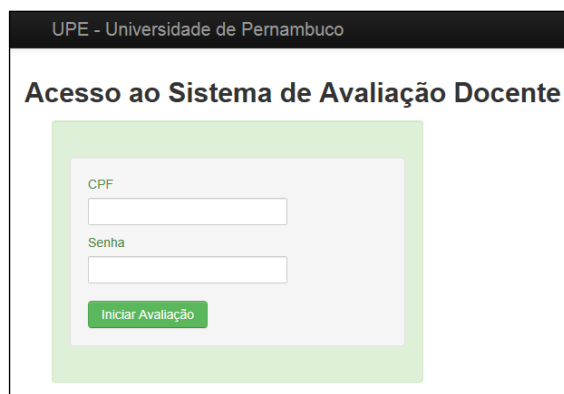 UPE - Universidade de Pernambuco
Acesso ao Sistema de Avaliação Docente
CPF
Senha
Iniciar Avaliação